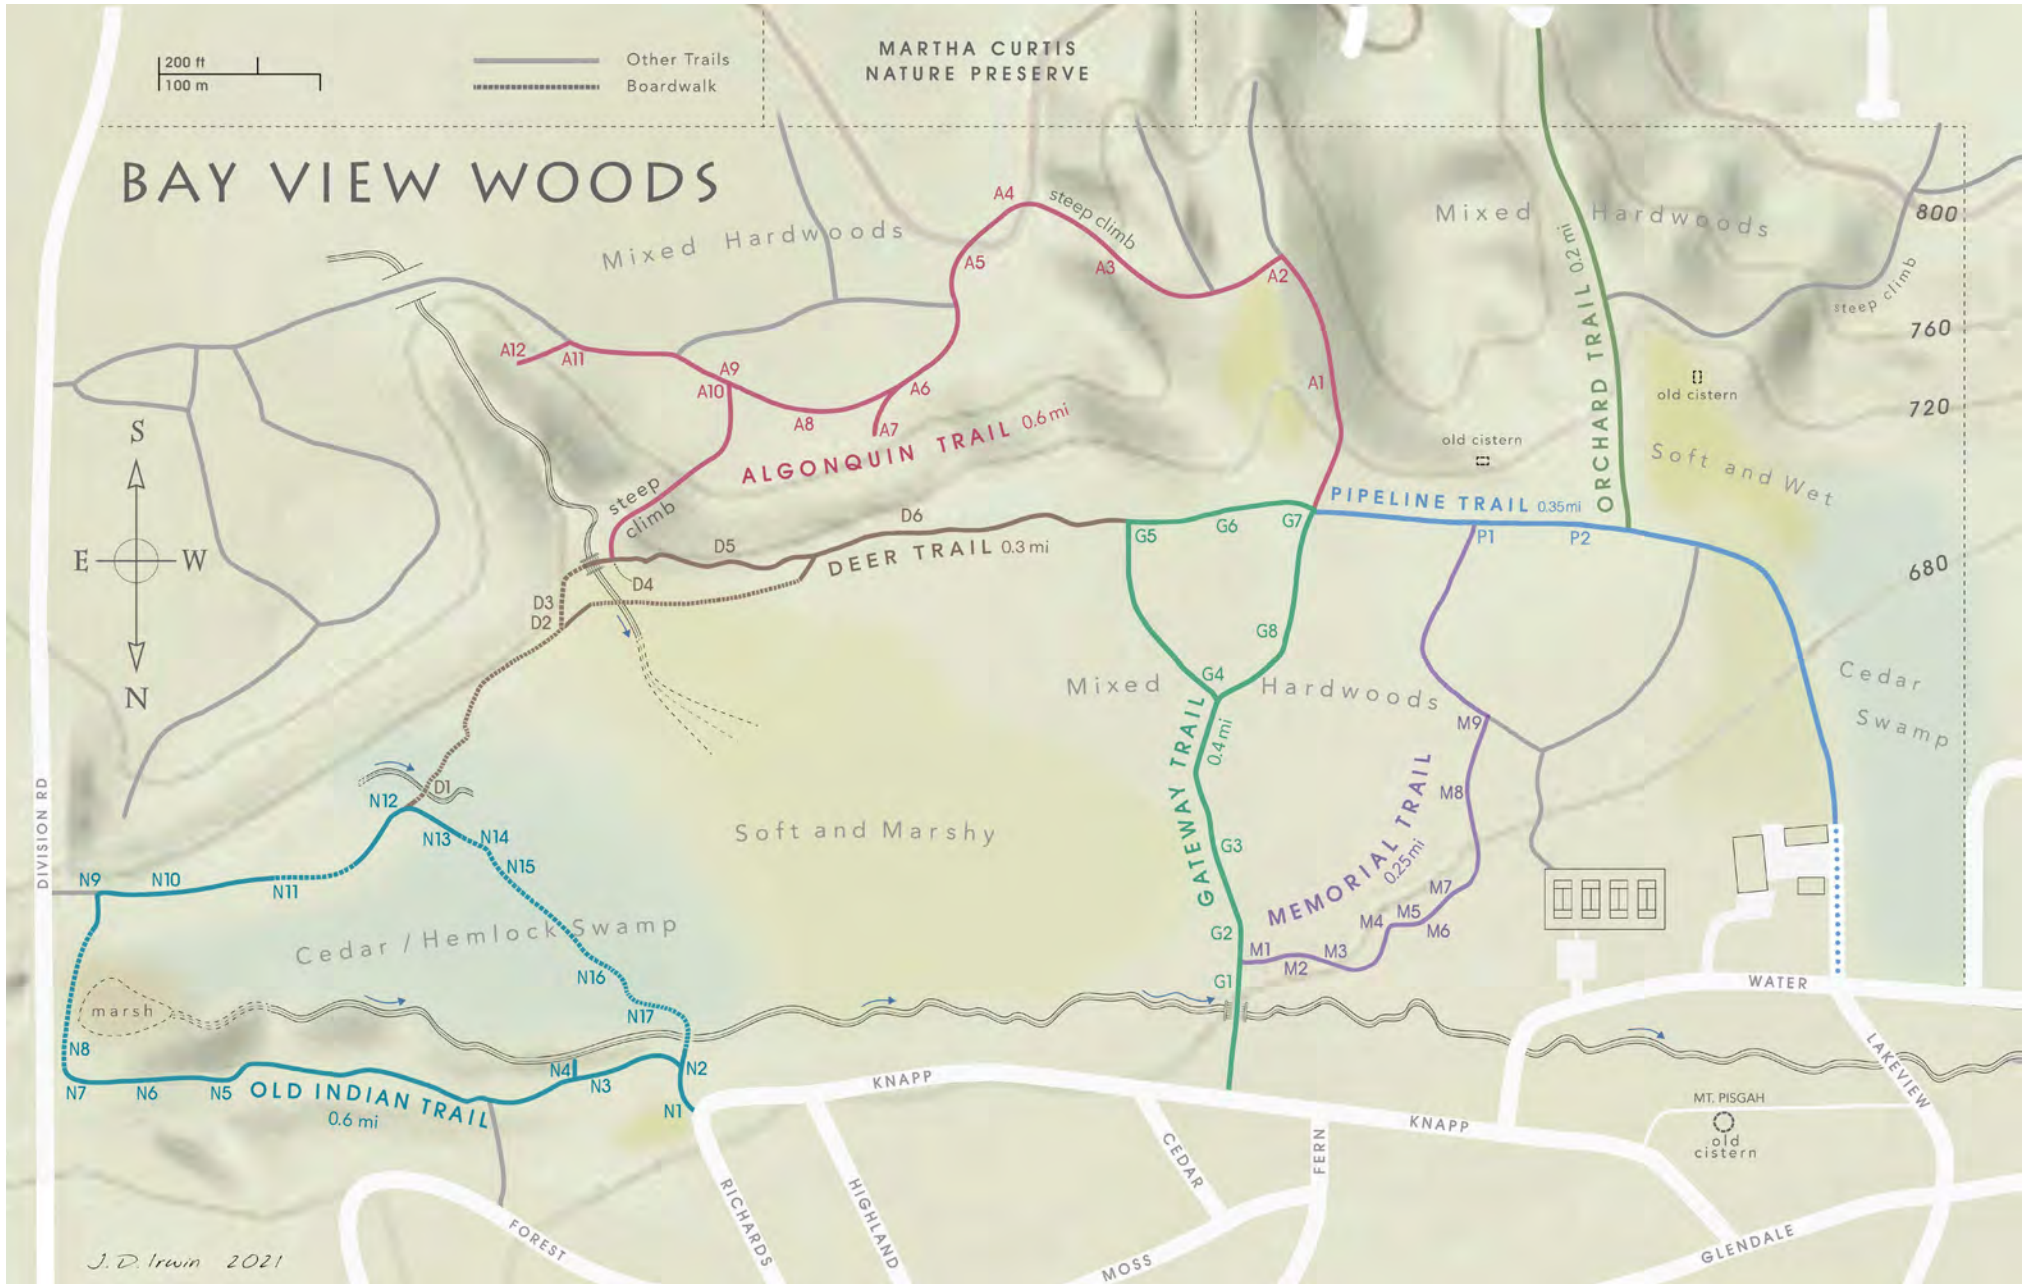 200 ft
100 m
Other Trails
Boardwalk
MARTHA CURTIS
NATURE PRESERVE
BAY VIEW WOODS
Mixed Hardwoods
A4
steep climb
A3
A5
A2
Mixed Hardwoods
800
steep climb
760
720
680
ORCHARD TRAIL 0.2 mi
old cistern
old cistern
Soft and Wet
A12
A11
A9
A10
A8
A7
A6
A1
ALGONQUIN TRAIL 0.6 mi
steep
climb
S
E
W
N
D6
D5
D4
D3
D2
D1
DEER TRAIL 0.3 mi
G5
G6
G7
G8
G4
PIPELINE TRAIL 0.35mi
P1
P2
Mixed Hardwoods
Cedar
Swamp
GATEWAY TRAIL
0.4 mi
G3
G2
G1
M9
M8
M7
M6
M5
M4
M3
M2
M1
MEMORIAL TRAIL
0.25mi
Soft and Marshy
N12
N13
N14
N15
N9
N10
N11
Cedar / Hemlock Swamp
N16
N17
marsh
N8
N7
N6
N5
N4
N3
N2
N1
OLD INDIAN TRAIL
0.6 mi
DIVISION RD
KNAPP
KNAPP
WATER
LAKEVIEW
MT. PISGAH
old
cistern
FERN
CEDAR
HIGHLAND
RICHARDS
FOREST
MOSS
GLENDALE
J. D. Irwin 2021